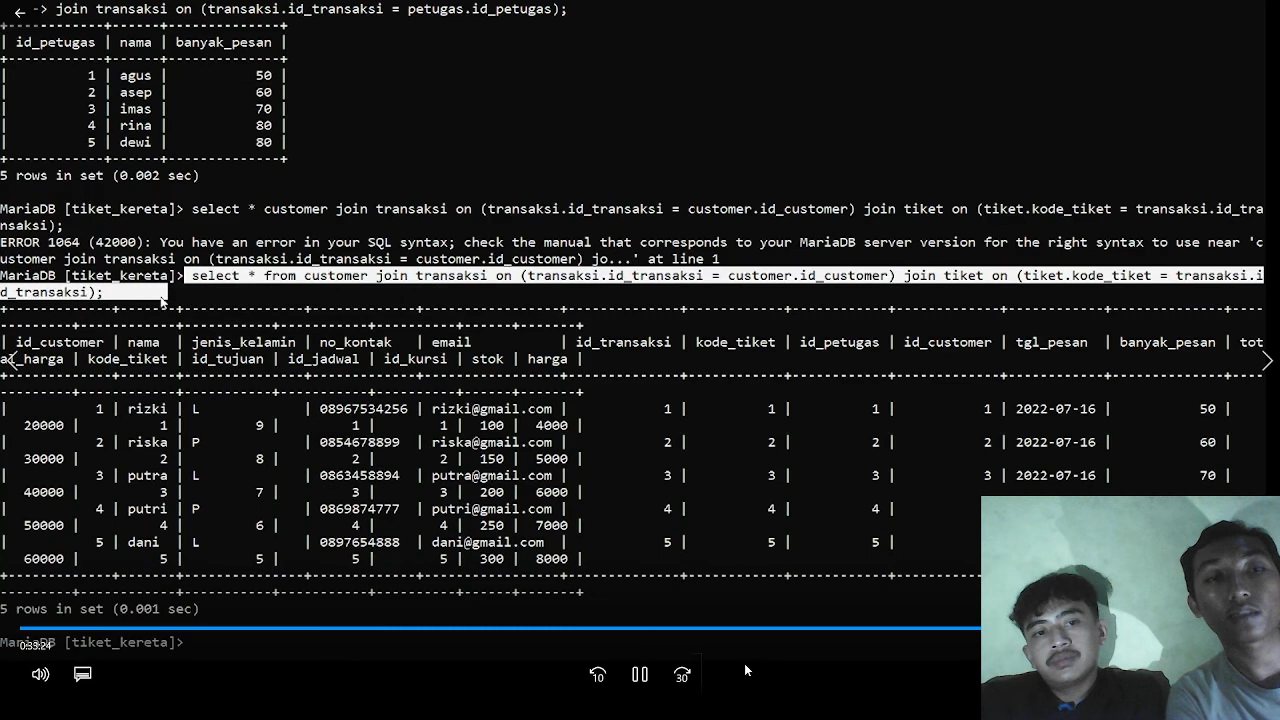 -> join transaksi on (transaksi.id_transaksi = petugas.id_petugas);
+------------+------+--------------+
| id_petugas | nama | banyak_pesan |
+------------+------+--------------+
| 1 | agus | 50 |
| 2 | asep | 60 |
| 3 | imas | 70 |
| 4 | rina | 80 |
| 5 | dewi | 80 |
+------------+------+--------------+
5 rows in set (0.002 sec)
MariaDB [tiket_kereta]> select * customer join transaksi on (transaksi.id_transaksi = customer.id_customer) join tiket on (tiket.kode_tiket = transaksi.id_tra
nsaksi);
ERROR 1064 (42000): You have an error in your SQL syntax; check the manual that corresponds to your MariaDB server version for the right syntax to use near 'c
ustomer join transaksi on (transaksi.id_transaksi = customer.id_customer) jo...' at line 1
MariaDB [tiket_kereta]> select * from customer join transaksi on (transaksi.id_transaksi = customer.id_customer) join tiket on (tiket.kode_tiket = transaksi.i
d_transaksi);
| id_customer | nama | jenis_kelamin | no_kontak | email | id_transaksi | kode_tiket | id_petugas | id_customer | tgl_pesan | banyak_pesan | tot
al_harga | kode_tiket | id_tujuan | id_jadwal | id_kursi | stok | harga |
| 1 | rizki | L | 08967534256 | rizki@gmail.com | 1 | 1 | 1 | 1 | 2022-07-16 | 50 |
20000 | 1 | 9 | 1 | 1 | 100 | 4000 |
| 2 | riska | P | 0854678899 | riska@gmail.com | 2 | 2 | 2 | 2 | 2022-07-16 | 60 |
30000 | 2 | 8 | 2 | 2 | 150 | 5000 |
| 3 | putra | L | 0863458894 | putra@gmail.com | 3 | 3 | 3 | 3 | 2022-07-16 | 70 |
40000 | 3 | 7 | 3 | 3 | 200 | 6000 |
| 4 | putri | P | 0869874777 | putri@gmail.com | 4 | 4 | 4 |
50000 | 4 | 6 | 4 | 4 | 250 | 7000 |
| 5 | dani | L | 0897654888 | dani@gmail.com | 5 | 5 | 5 |
60000 | 5 | 5 | 5 | 5 | 300 | 8000 |
5 rows in set (0.001 sec)
MariaDB [tiket_kereta]>
0:33:24
10
30